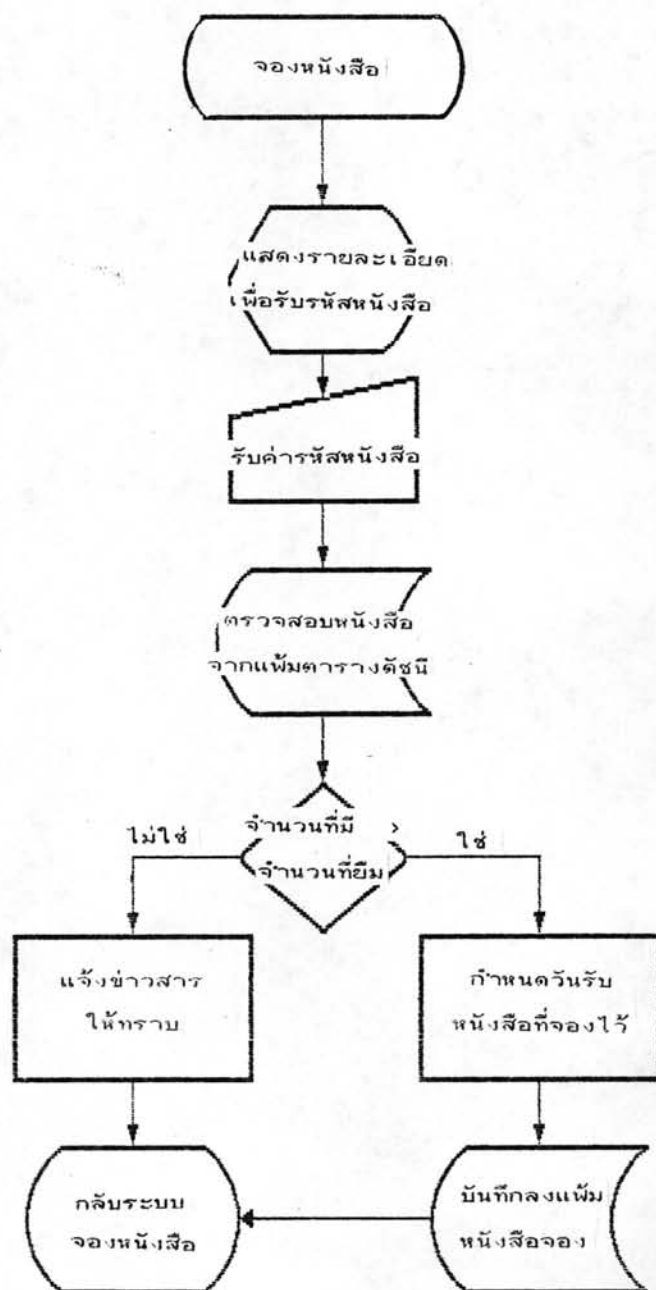 จองหนังสือ
แสดงรายละเอียด
เพื่อรับรหัสหนังสือ
รับค่ารหัสหนังสือ
ตรวจสอบหนังสือ
จากแฟ้มตารางดัชนี
จำนวนที่มี >
จำนวนที่ยืม
ไม่ใช่
ใช่
แจ้งข่าวสาร
ให้ทราบ
กำหนดวันรับ
หนังสือที่จองไว้
กลับระบบ
จองหนังสือ
บันทึกลงแฟ้ม
หนังสือจอง